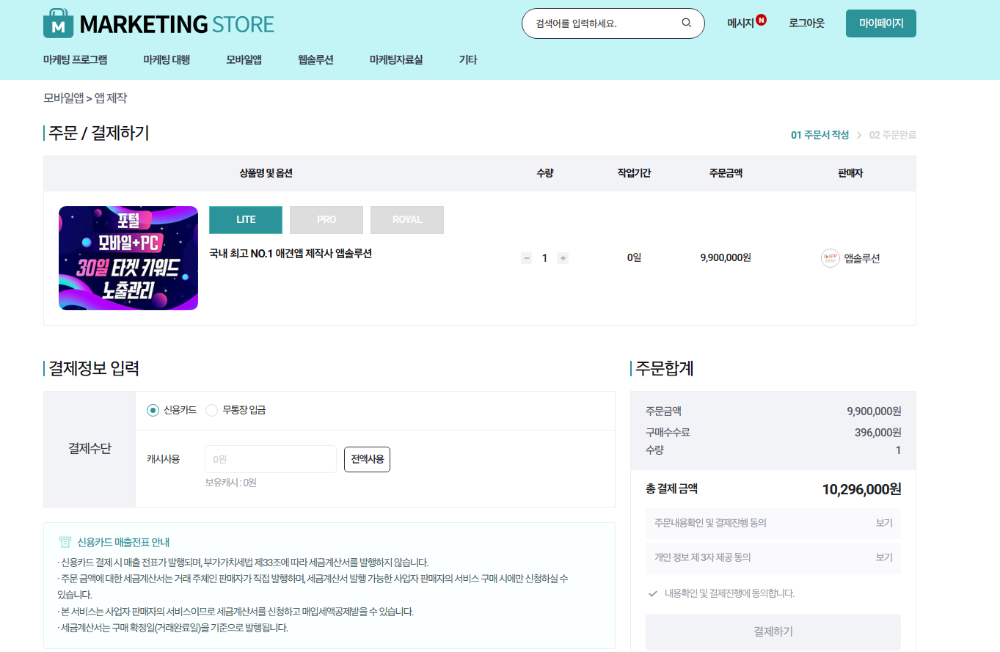 M MARKETING STORE
검색어를 입력하세요.
메시지 N
로그아웃
마이페이지
마케팅 프로그램 마케팅 대행 모바일앱 웹솔루션 마케팅자료실 기타
모바일앱 > 앱 제작
주문 / 결제하기
01 주문서 작성 > 02 주문완료
상품명 및 옵션 수량 작업기간 주문금액 판매자
포털
모바일+PC
30일 타겟 키워드
노출관리
LITE PRO ROYAL
국내 최고 NO.1 애견앱 제작사 앱솔루션
− 1 + 0일 9,900,000원 앱솔루션
결제정보 입력
결제수단
신용카드 무통장 입금
캐시사용 0원 전액사용
보유캐시 : 0원
신용카드 매출전표 안내
· 신용카드 결제 시 매출 전표가 발행되며, 부가가치세법 제33조에 따라 세금계산서를 발행하지 않습니다.
· 주문 금액에 대한 세금계산서는 거래 주체인 판매자가 직접 발행하며, 세금계산서 발행 가능한 사업자 판매자의 서비스 구매 시에만 신청하실 수
있습니다.
· 본 서비스는 사업자 판매자의 서비스이므로 세금계산서를 신청하고 매입세액공제받을 수 있습니다.
· 세금계산서는 구매 확정일(거래완료일)을 기준으로 발행됩니다.
주문합계
주문금액 9,900,000원
구매수수료 396,000원
수량 1
총 결제 금액 10,296,000원
주문내용확인 및 결제진행 동의 보기
개인 정보 제 3자 제공 동의 보기
내용확인 및 결제진행에 동의합니다.
결제하기